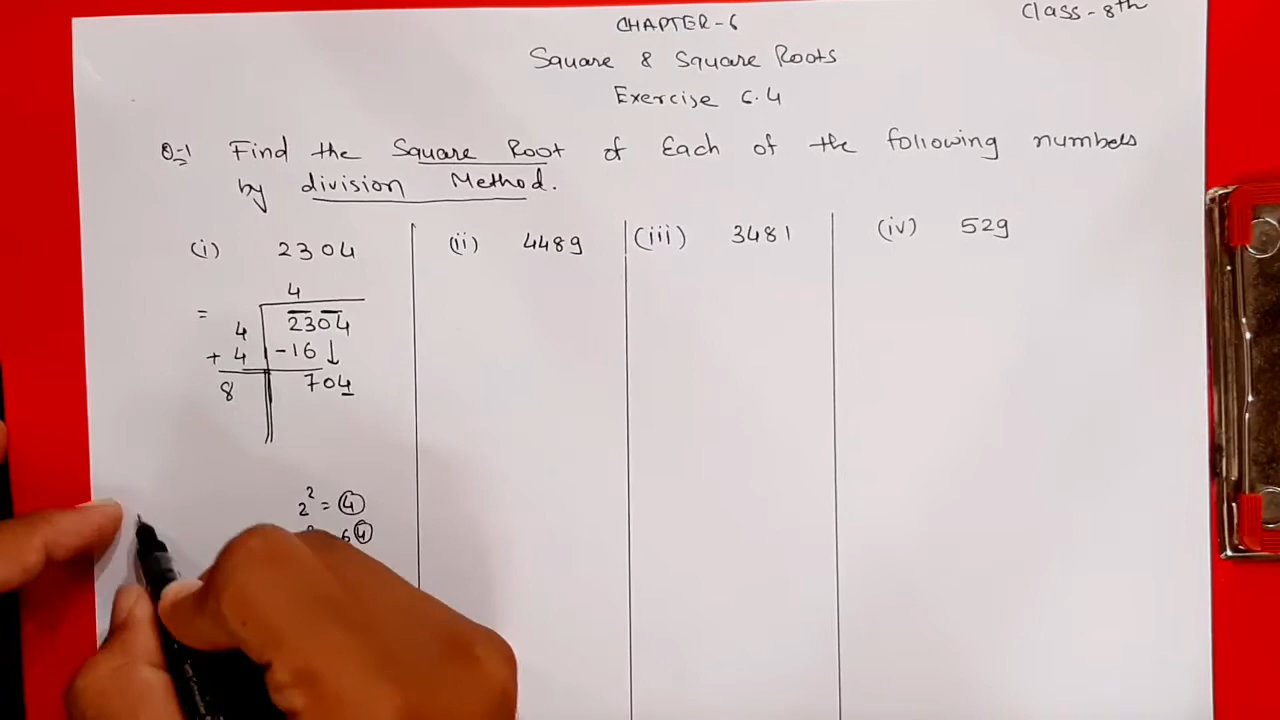 CHAPTER-6
Class-8th
Square & Square Roots
Exercise 6.4
Q-1 Find the Square Root of Each of the following numbers
by division Method.
(i) 2304
(ii) 4489
(iii) 3481
(iv) 529
4
= 4 2304
+ 4 -16 ↓
8 704
2² = 4
= 64